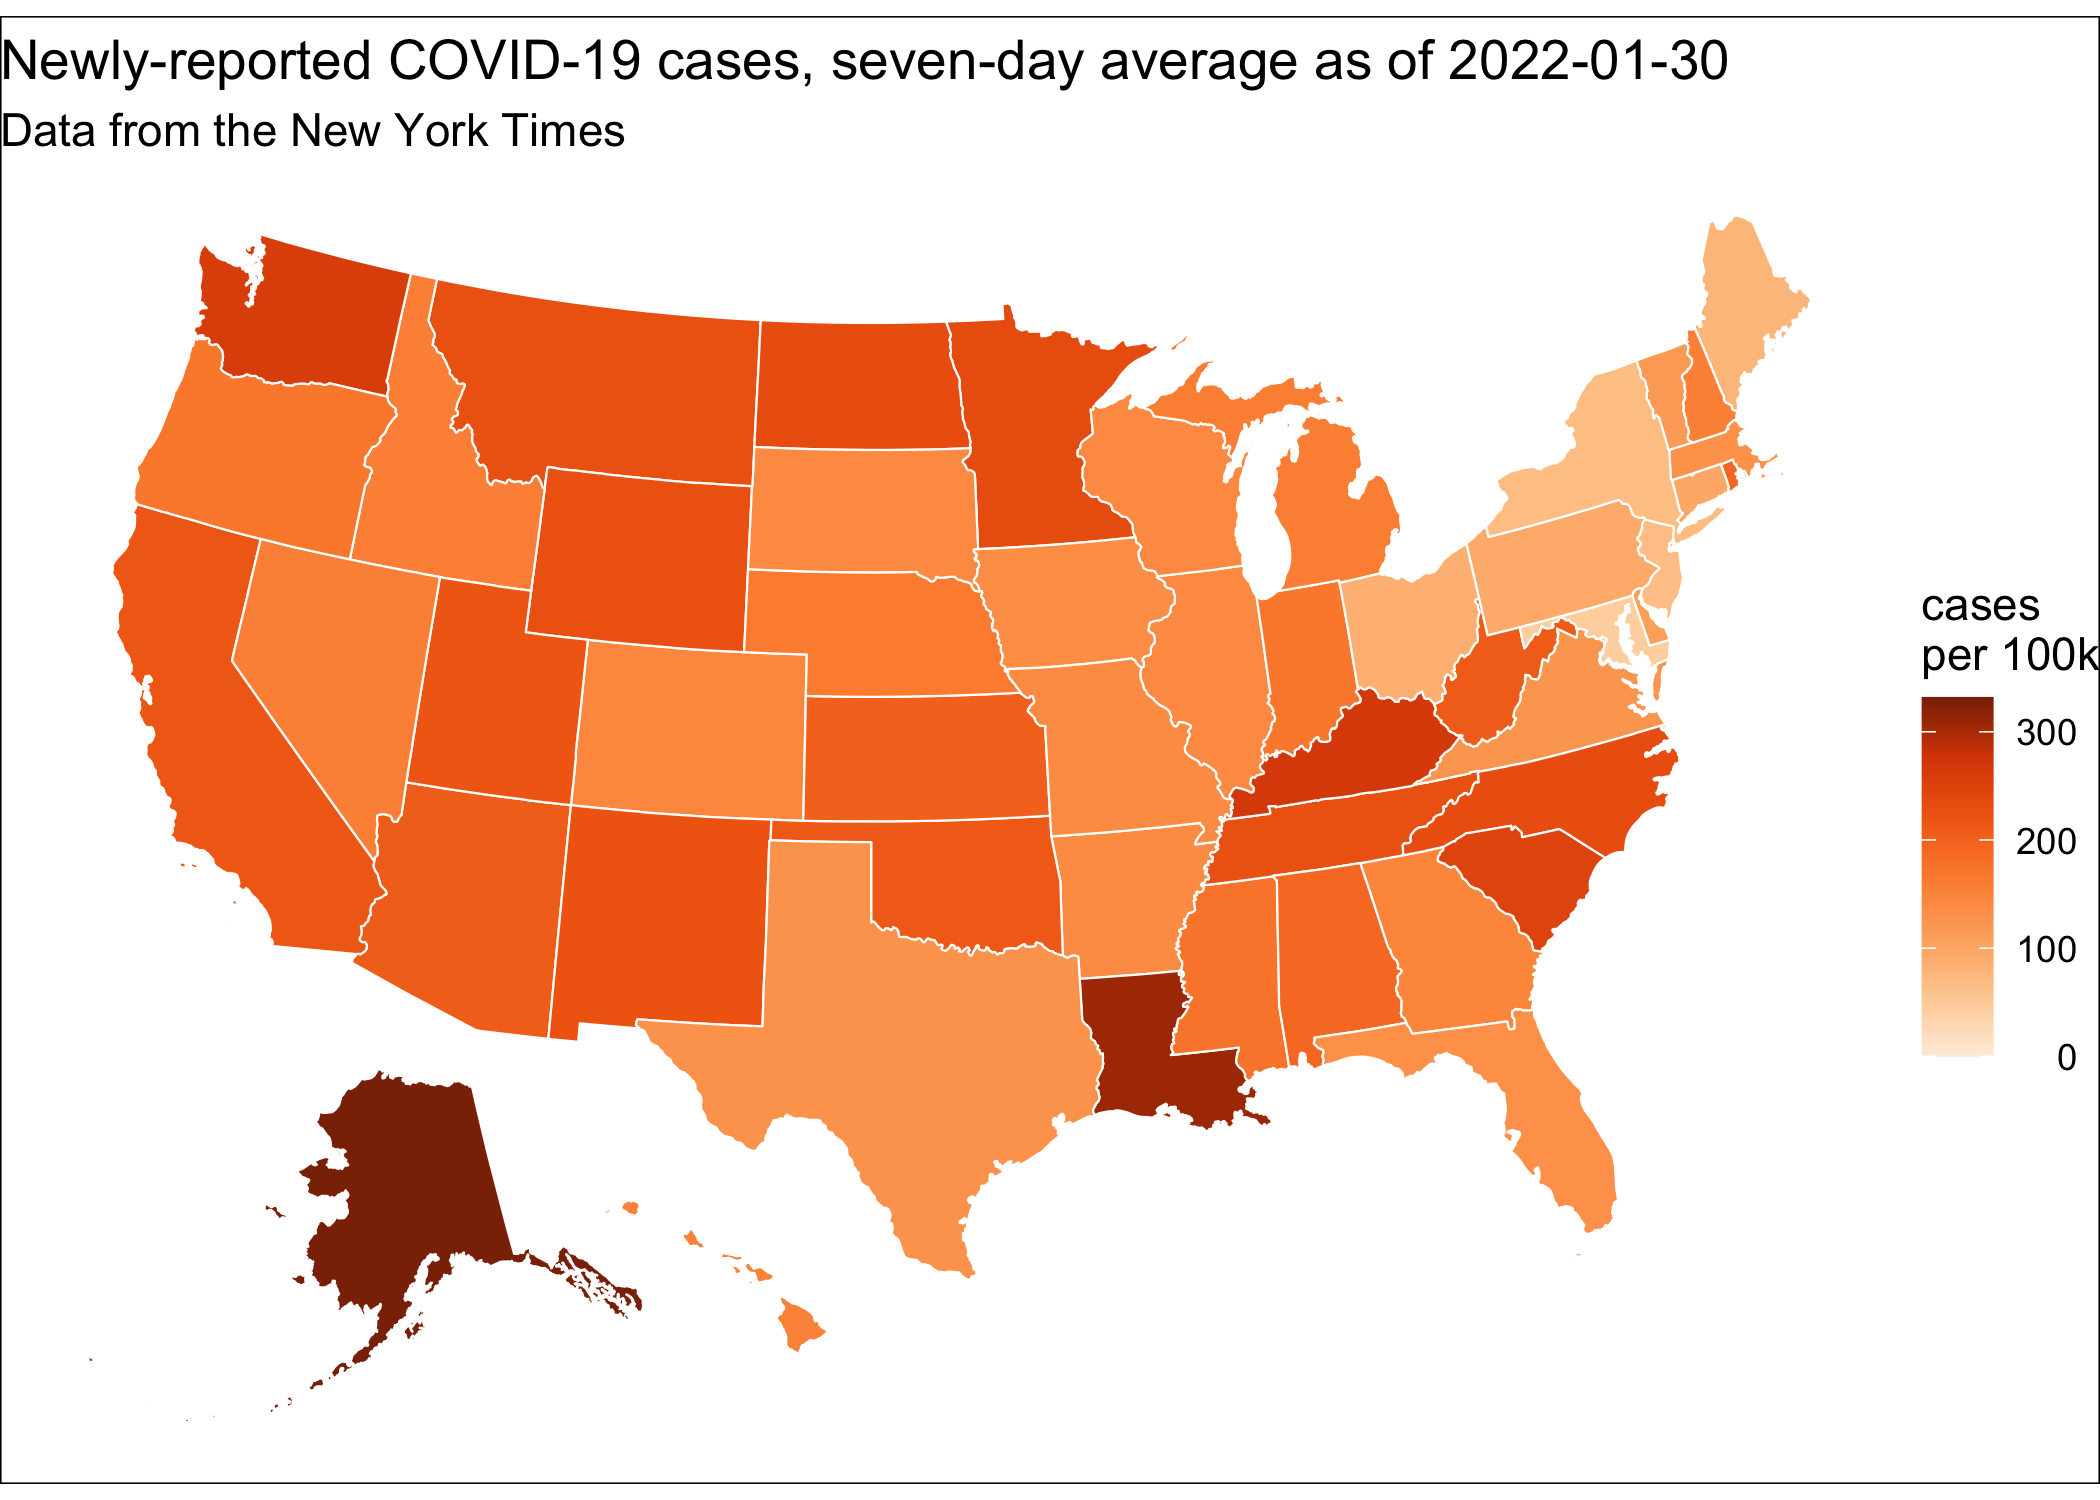 Newly-reported COVID-19 cases, seven-day average as of 2022-01-30
Data from the New York Times
cases
per 100k
300
200
100
0